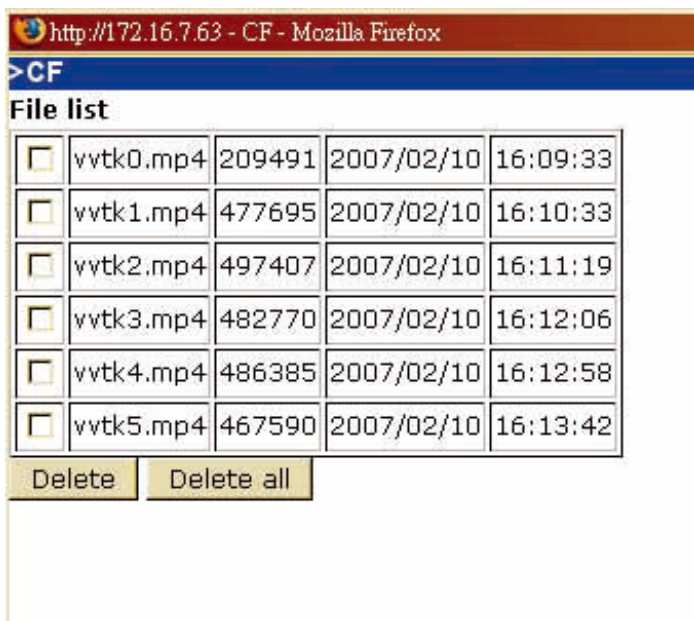 http://172.16.7.63 - CF - Mozilla Firefox
>CF
File list
vvtk0.mp4 209491 2007/02/10 16:09:33
vvtk1.mp4 477695 2007/02/10 16:10:33
vvtk2.mp4 497407 2007/02/10 16:11:19
vvtk3.mp4 482770 2007/02/10 16:12:06
vvtk4.mp4 486385 2007/02/10 16:12:58
vvtk5.mp4 467590 2007/02/10 16:13:42
Delete Delete all